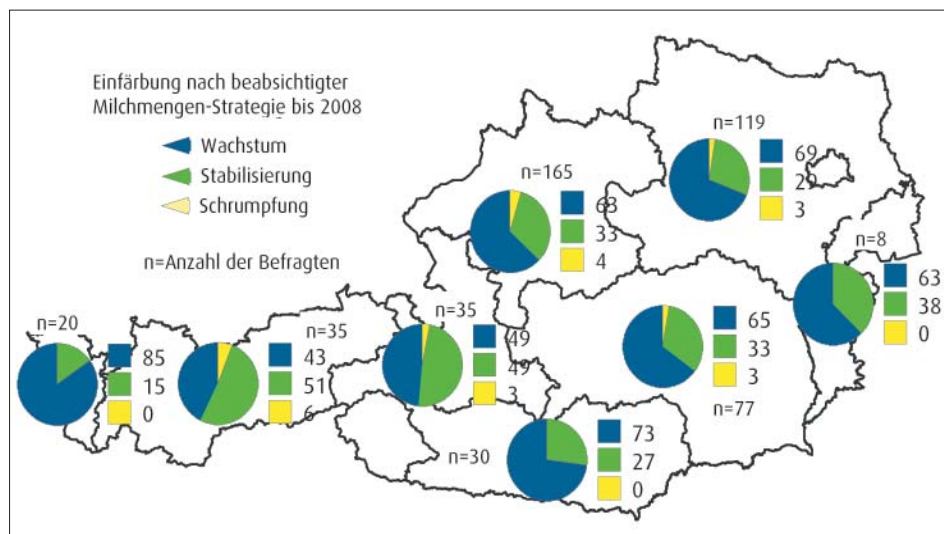 Einfärbung nach beabsichtigter
Milchmengen-Strategie bis 2008
Wachstum
Stabilisierung
Schrumpfung
n=Anzahl der Befragten
n=119
69
3
n=165
63
33
4
n=8
63
38
0
n=20
85
15
0
n=35
43
51
6
n=35
49
49
3
65
33
3
n=77
n=30
73
27
0